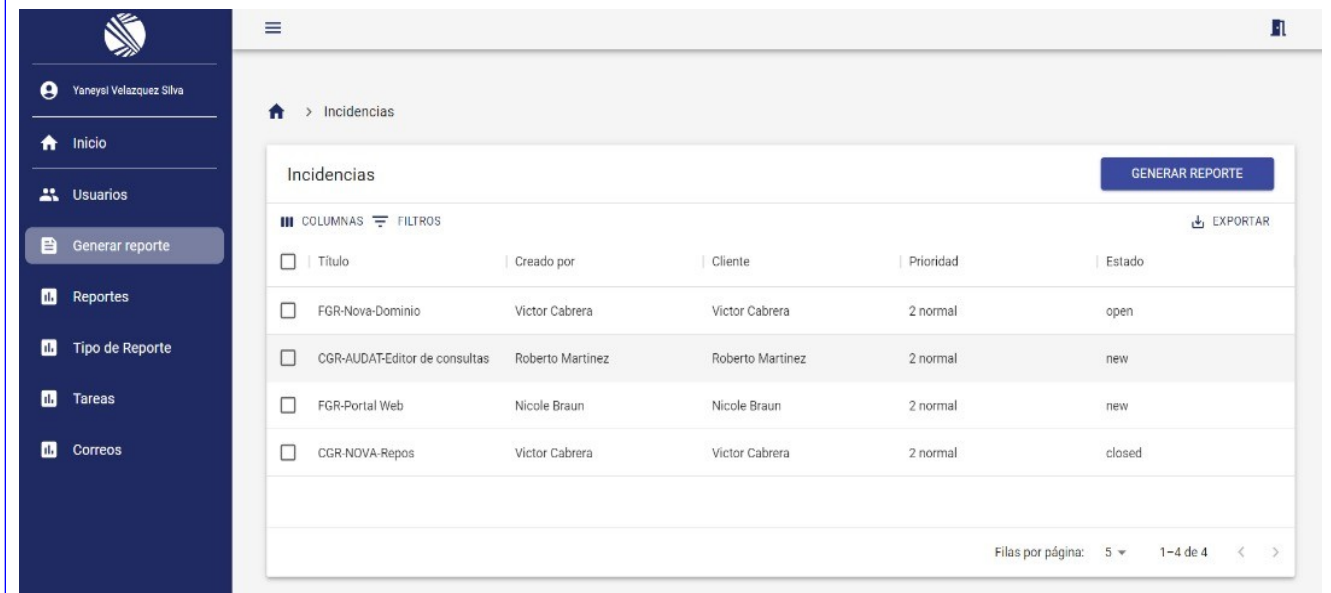 Yaneysi Velazquez Silva
Inicio
Usuarios
Generar reporte
Reportes
Tipo de Reporte
Tareas
Correos
> Incidencias
Incidencias
GENERAR REPORTE
COLUMNAS FILTROS
EXPORTAR
Título Creado por Cliente Prioridad Estado
FGR-Nova-Dominio Victor Cabrera Victor Cabrera 2 normal open
CGR-AUDAT-Editor de consultas Roberto Martinez Roberto Martinez 2 normal new
FGR-Portal Web Nicole Braun Nicole Braun 2 normal new
CGR-NOVA-Repos Victor Cabrera Victor Cabrera 2 normal closed
Filas por página: 5 1–4 de 4 < >